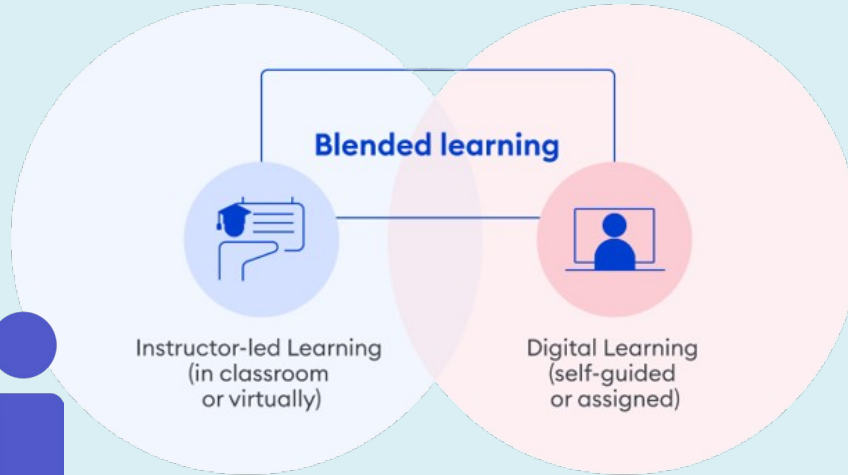 Blended learning
Instructor-led Learning
(in classroom
or virtually)
Digital Learning
(self-guided
or assigned)